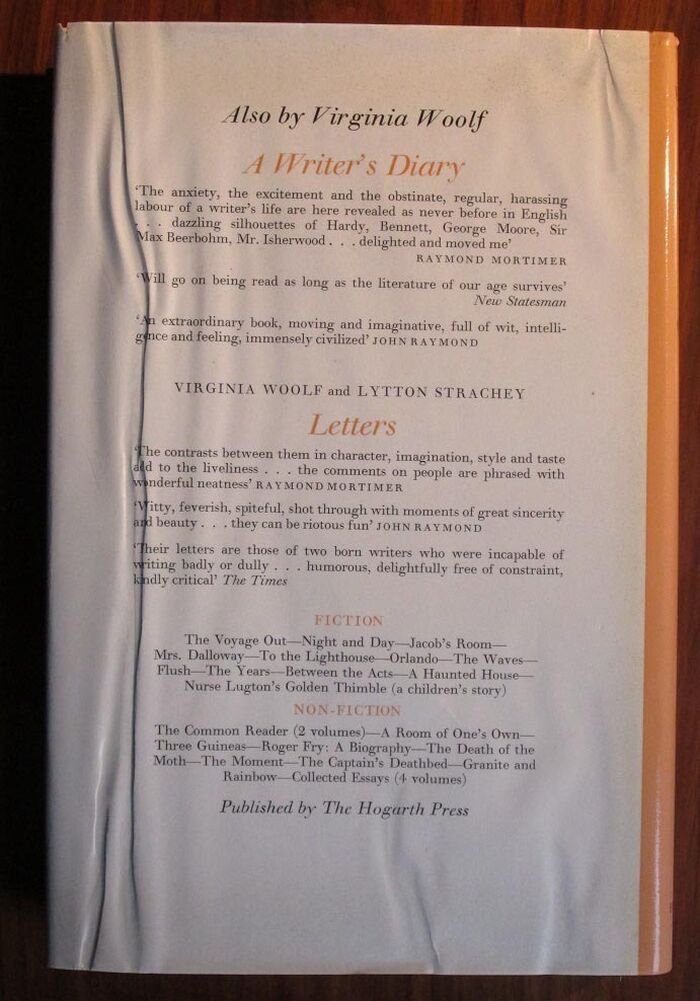 Also by Virginia Woolf
A Writer's Diary
'The anxiety, the excitement and the obstinate, regular, harassing
labour of a writer's life are here revealed as never before in English
. . . dazzling silhouettes of Hardy, Bennett, George Moore, Sir
Max Beerbohm, Mr. Isherwood . . . delighted and moved me'
RAYMOND MORTIMER
'Will go on being read as long as the literature of our age survives'
New Statesman
'An extraordinary book, moving and imaginative, full of wit, intelli-
gence and feeling, immensely civilized' JOHN RAYMOND
VIRGINIA WOOLF and LYTTON STRACHEY
Letters
'The contrasts between them in character, imagination, style and taste
add to the liveliness . . . the comments on people are phrased with
wonderful neatness' RAYMOND MORTIMER
'Witty, feverish, spiteful, shot through with moments of great sincerity
and beauty . . . they can be riotous fun' JOHN RAYMOND
'Their letters are those of two born writers who were incapable of
writing badly or dully . . . humorous, delightfully free of constraint,
kindly critical' The Times
FICTION
The Voyage Out—Night and Day—Jacob's Room—
Mrs. Dalloway—To the Lighthouse—Orlando—The Waves—
Flush—The Years—Between the Acts—A Haunted House—
Nurse Lugton's Golden Thimble (a children's story)
NON-FICTION
The Common Reader (2 volumes)—A Room of One's Own—
Three Guineas—Roger Fry: A Biography—The Death of the
Moth—The Moment—The Captain's Deathbed—Granite and
Rainbow—Collected Essays (4 volumes)
Published by The Hogarth Press